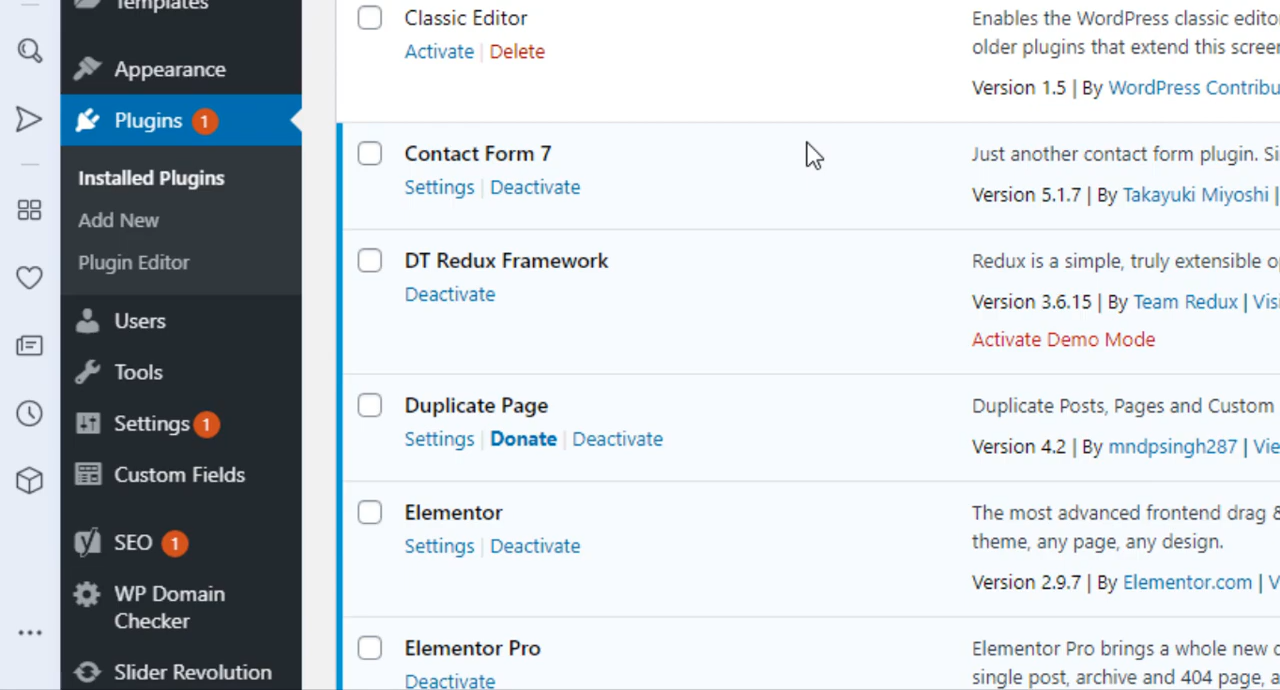 Templates
Appearance
Plugins 1
Installed Plugins
Add New
Plugin Editor
Users
Tools
Settings 1
Custom Fields
SEO 1
WP Domain
Checker
Slider Revolution
Classic Editor
Activate | Delete
Enables the WordPress classic edito
older plugins that extend this scree
Version 1.5 | By WordPress Contribu
Contact Form 7
Settings | Deactivate
Just another contact form plugin. Si
Version 5.1.7 | By Takayuki Miyoshi |
DT Redux Framework
Deactivate
Redux is a simple, truly extensible o
Version 3.6.15 | By Team Redux | Visi
Activate Demo Mode
Duplicate Page
Settings | Donate | Deactivate
Duplicate Posts, Pages and Custom
Version 4.2 | By mndpsingh287 | Vie
Elementor
Settings | Deactivate
The most advanced frontend drag &
theme, any page, any design.
Version 2.9.7 | By Elementor.com | V
Elementor Pro
Deactivate
Elementor Pro brings a whole new d
single post, archive and 404 page, a